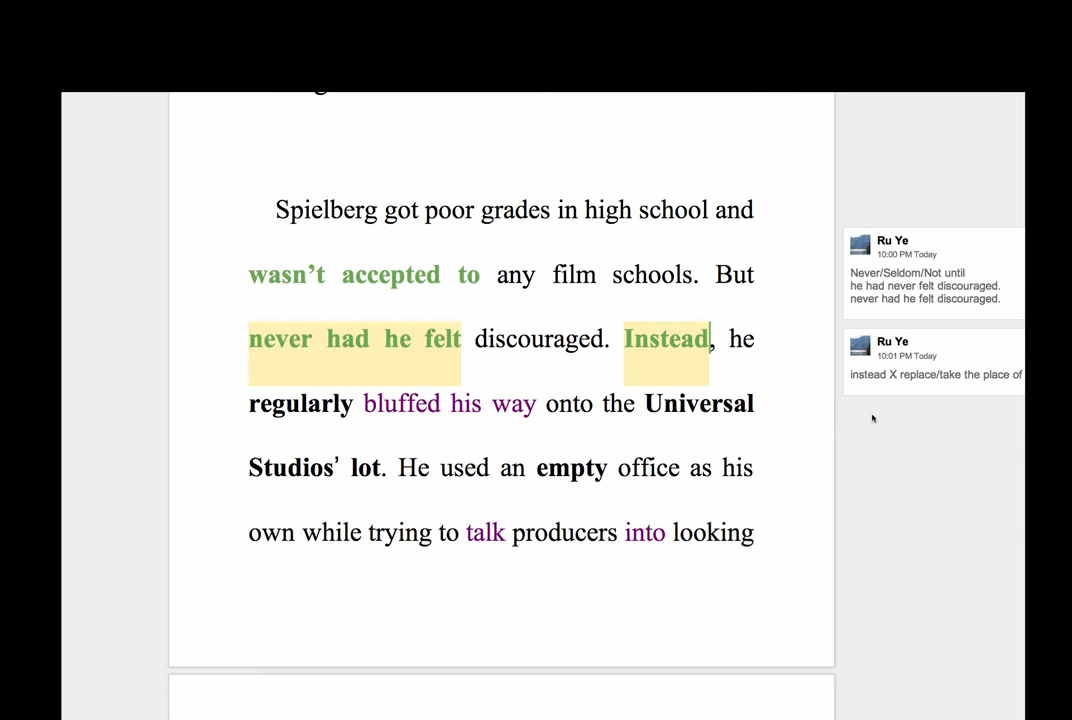 Spielberg got poor grades in high school and
wasn’t accepted to any film schools. But
never had he felt discouraged. Instead, he
regularly bluffed his way onto the Universal
Studios’ lot. He used an empty office as his
own while trying to talk producers into looking
Ru Ye
10:00 PM Today
Never/Seldom/Not until
he had never felt discouraged.
never had he felt discouraged.
Ru Ye
10:01 PM Today
instead X replace/take the place of